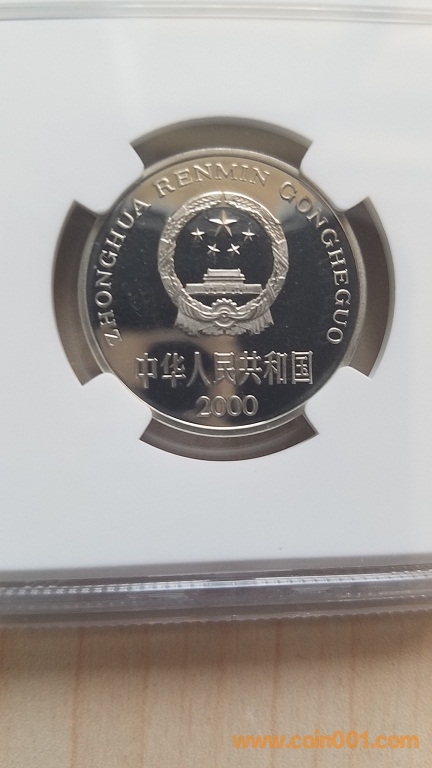 ZHONGHUA RENMIN GONGHEGUO
中华人民共和国
2000
www.coin001.com